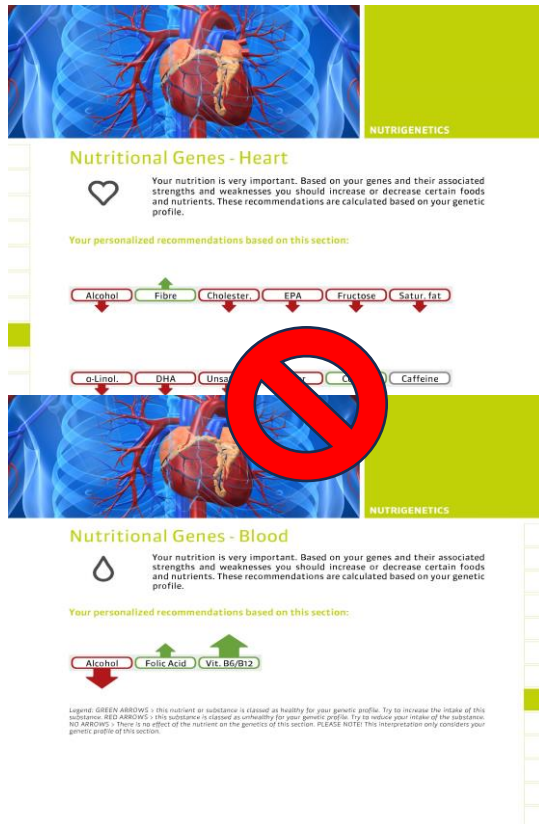 NUTRIGENETICS
Nutritional Genes - Heart
Your nutrition is very important. Based on your genes and their associated
strengths and weaknesses you should increase or decrease certain foods
and nutrients. These recommendations are calculated based on your genetic
profile.
Your personalized recommendations based on this section:
Alcohol Fibre Cholester. EPA Fructose Satur. fat
α-Linol. DHA Caffeine
NUTRIGENETICS
Nutritional Genes - Blood
Your nutrition is very important. Based on your genes and their associated
strengths and weaknesses you should increase or decrease certain foods
and nutrients. These recommendations are calculated based on your genetic
profile.
Your personalized recommendations based on this section:
Alcohol Folic Acid Vit. B6/B12
Legend: GREEN ARROWS > this nutrient or substance is classed as healthy for your genetic profile. Try to increase the intake of this
substance. RED ARROWS > this substance is classed as unhealthy for your genetic profile. Try to reduce your intake of the substance.
NO ARROWS > There is no effect of the nutrient on the genetics of this section. PLEASE NOTE! This interpretation only considers your
genetic profile of this section.